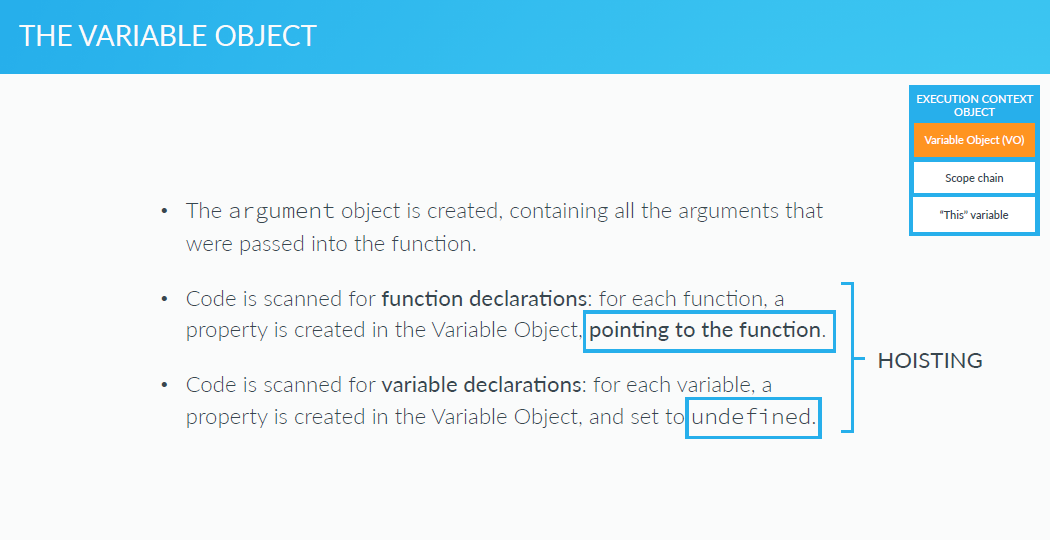 THE VARIABLE OBJECT
EXECUTION CONTEXT
OBJECT
Variable Object (VO)
Scope chain
"This" variable
• The argument object is created, containing all the arguments that
were passed into the function.
• Code is scanned for function declarations: for each function, a
property is created in the Variable Object, pointing to the function.
• Code is scanned for variable declarations: for each variable, a
property is created in the Variable Object, and set to undefined.
HOISTING